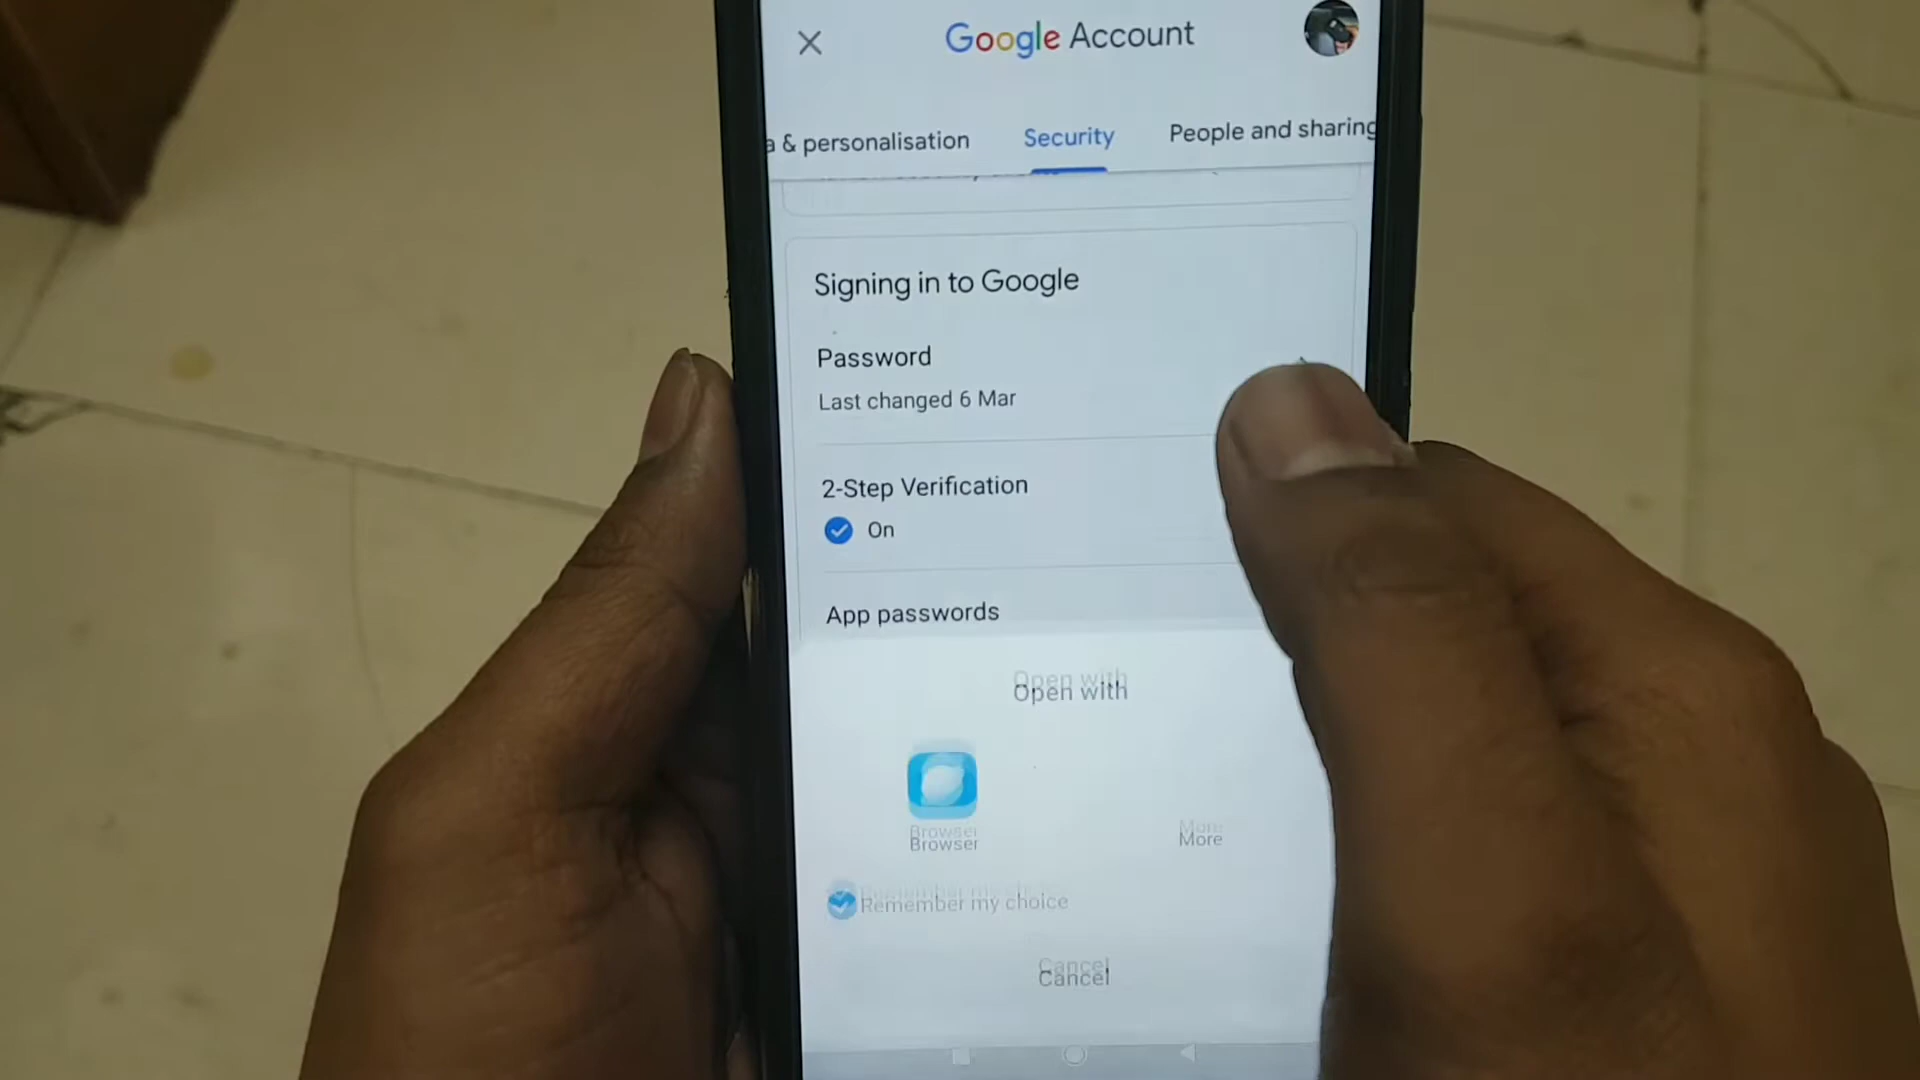 Google Account
a & personalisation Security People and sharing
Signing in to Google
Password
Last changed 6 Mar
2-Step Verification
On
App passwords
Open with
Browser
More
Remember my choice
Cancel